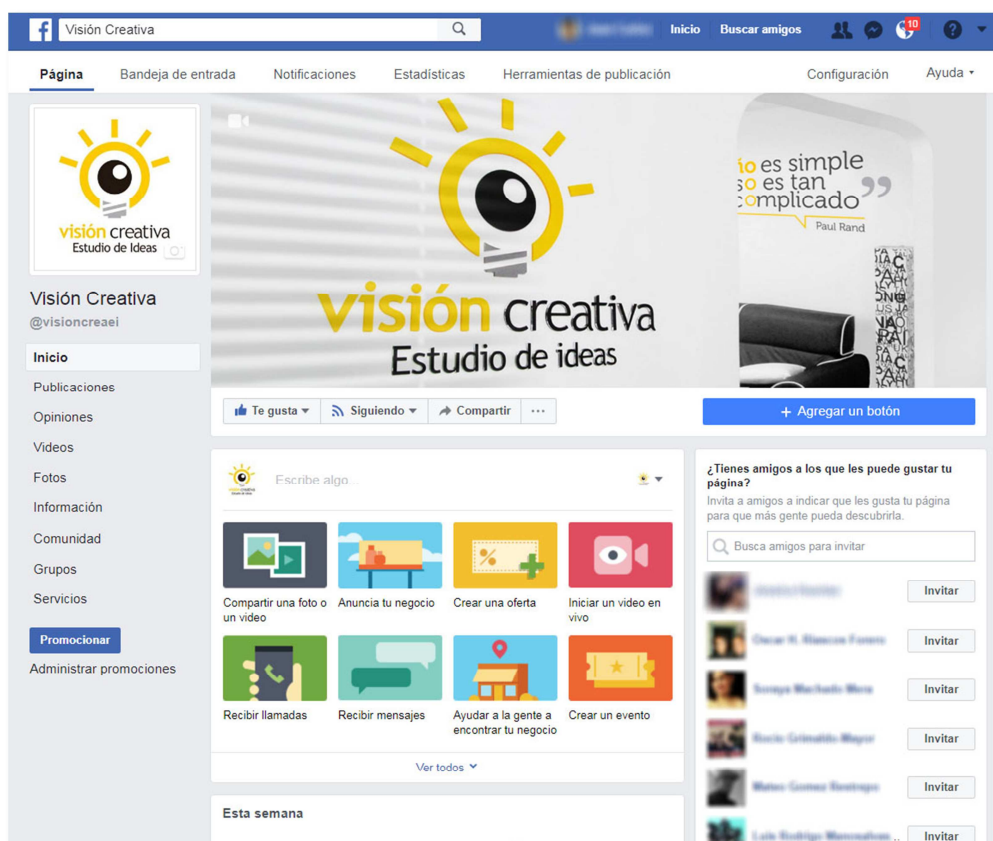 Visión Creativa
Inicio
Buscar amigos
10
Página
Bandeja de entrada
Notificaciones
Estadísticas
Herramientas de publicación
Configuración
Ayuda
visión creativa
Estudio de Ideas
Visión Creativa
@visioncreaei
Inicio
Publicaciones
Opiniones
Videos
Fotos
Información
Comunidad
Grupos
Servicios
Promocionar
Administrar promociones
visión creativa
Estudio de ideas
ño es simple
so es tan
complicado”
Paul Rand
Te gusta
Siguiendo
Compartir
...
+ Agregar un botón
Escribe algo...
Compartir una foto o
un video
Anuncia tu negocio
Crear una oferta
Iniciar un video en
vivo
Recibir llamadas
Recibir mensajes
Ayudar a la gente a
encontrar tu negocio
Crear un evento
Ver todos
Esta semana
¿Tienes amigos a los que les puede gustar tu
página?
Invita a amigos a indicar que les gusta tu página
para que más gente pueda descubrirla.
Busca amigos para invitar
Invitar
Invitar
Invitar
Invitar
Invitar
Invitar